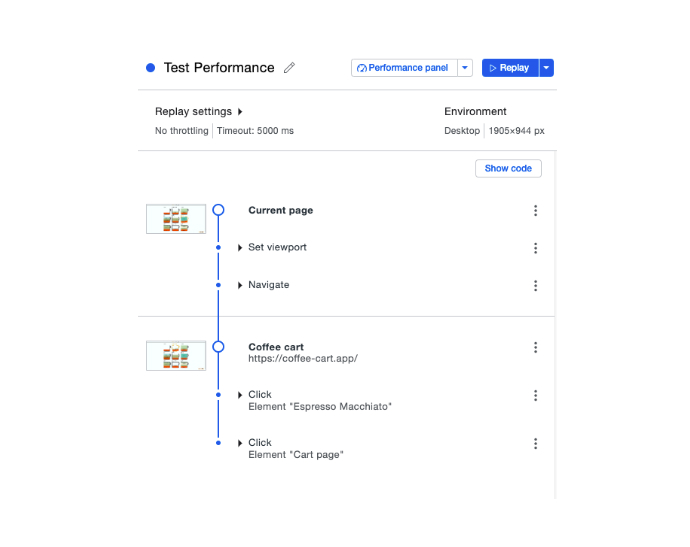 Test Performance
Performance panel
Replay
Replay settings
Environment
No throttling
Timeout: 5000 ms
Desktop
1905×944 px
Show code
Current page
Set viewport
Navigate
Coffee cart
https://coffee-cart.app/
Click
Element "Espresso Macchiato"
Click
Element "Cart page"